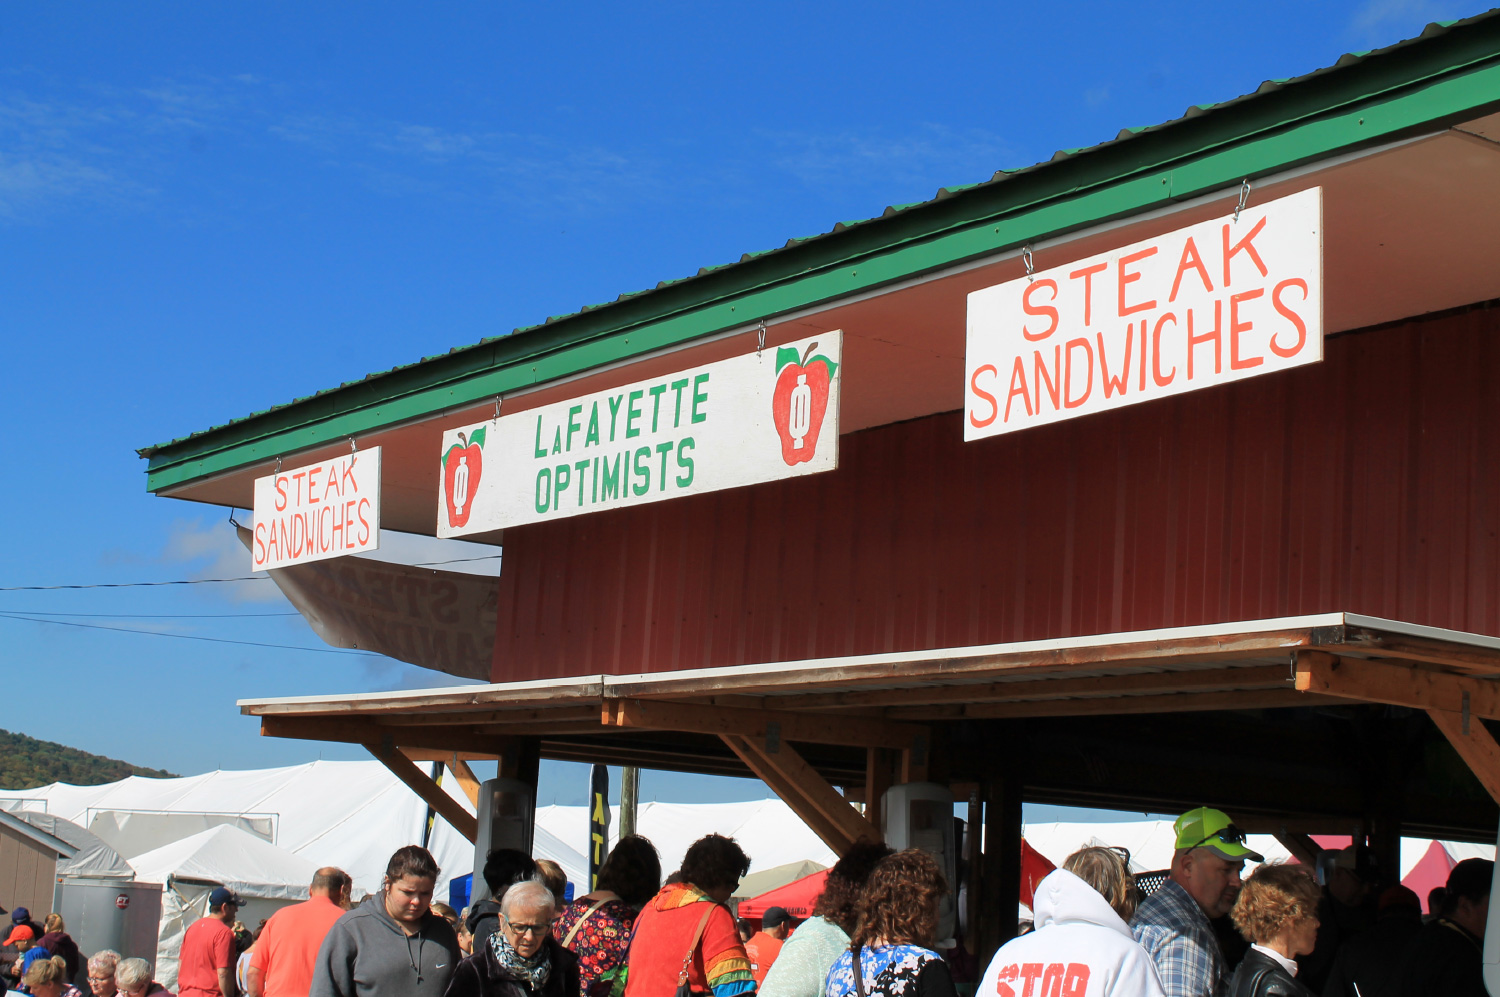 STEAK
SANDWICHES
LAFAYETTE
OPTIMISTS
STEAK
SANDWICHES
STOP